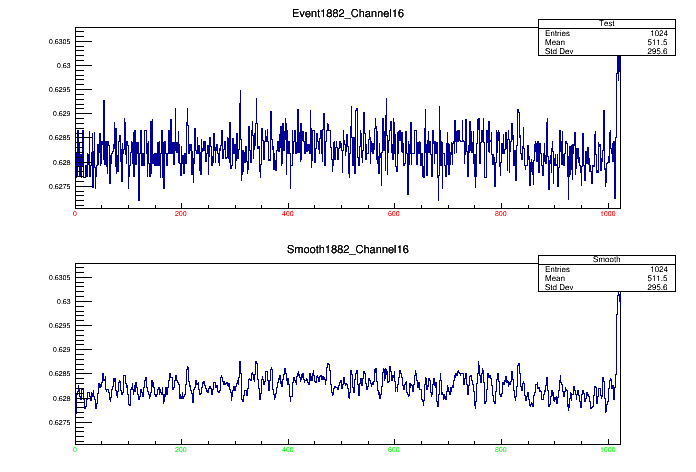 Event1882_Channel16
Test
Entries 1024
Mean 511.5
Std Dev 295.6
0.6305
0.63
0.6295
0.629
0.6285
0.628
0.6275
0 200 400 600 800 1000
Smooth1882_Channel16
Smooth
Entries 1024
Mean 511.5
Std Dev 295.6
0.6305
0.63
0.6295
0.629
0.6285
0.628
0.6275
0 200 400 600 800 1000